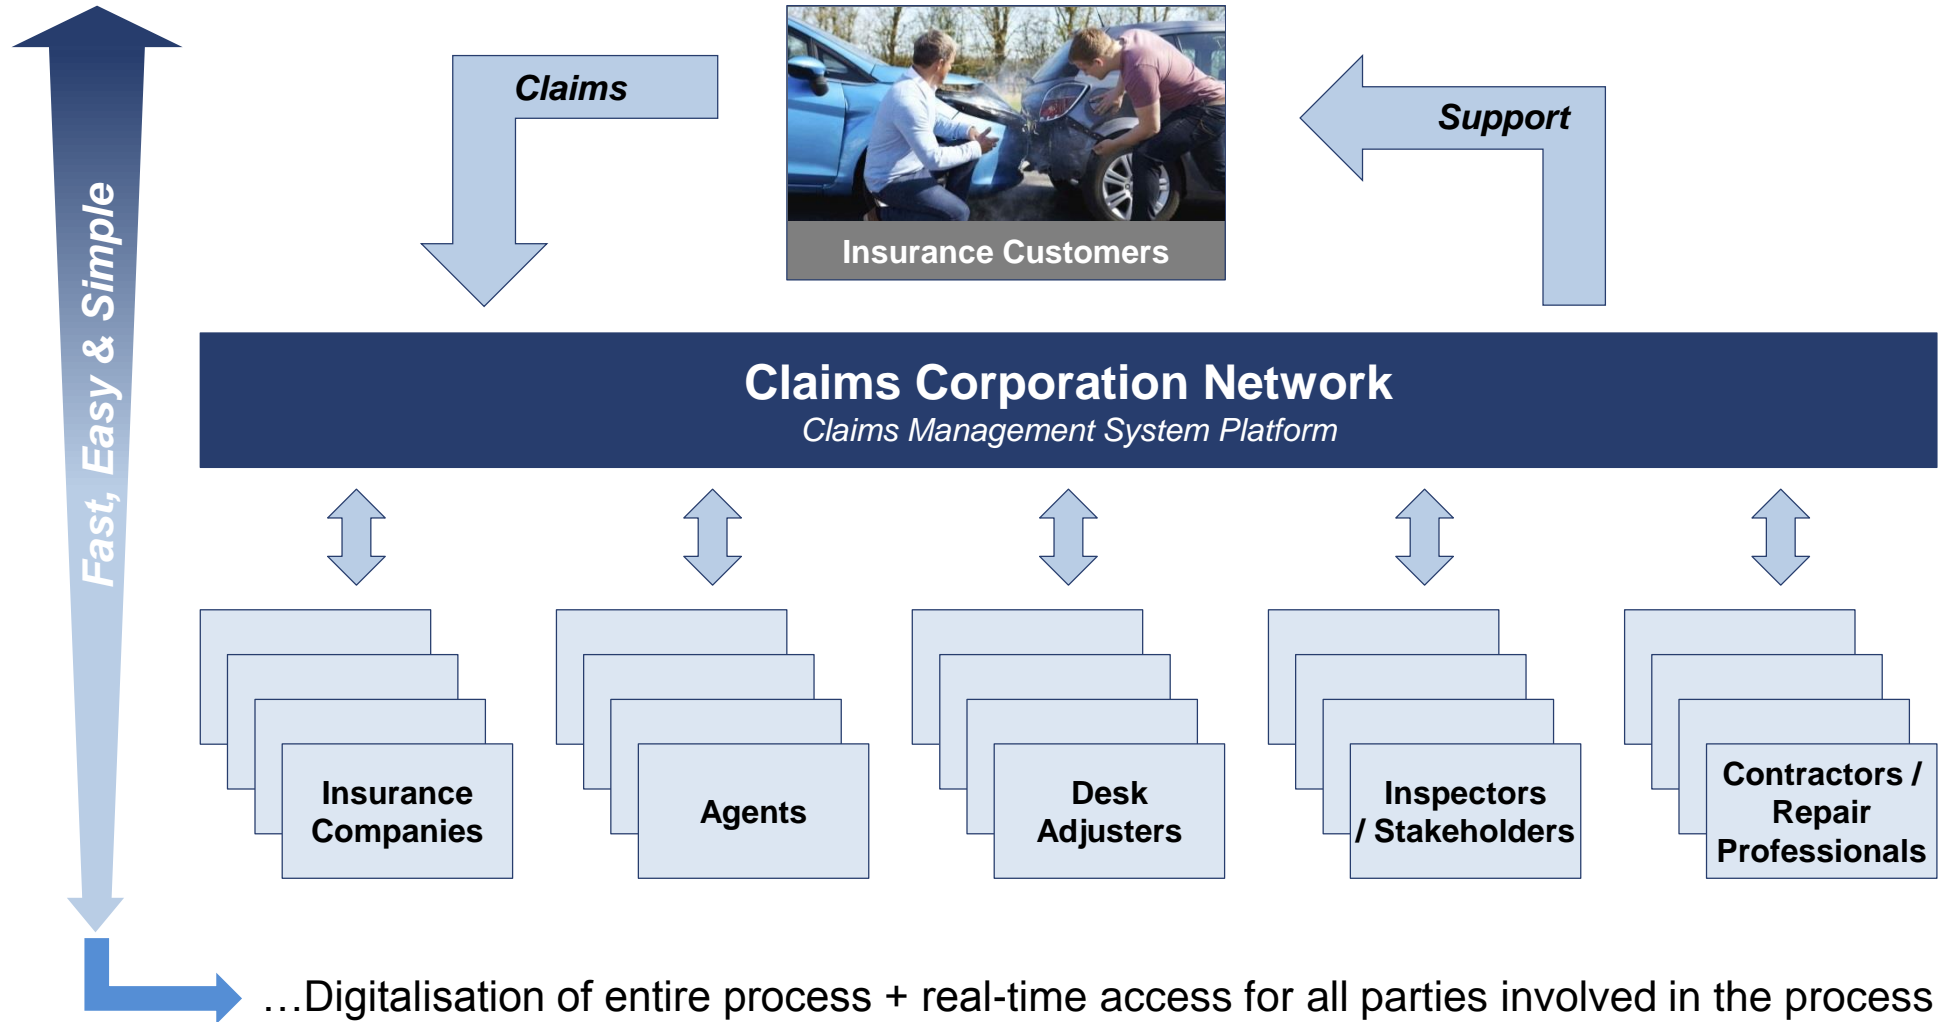 Claims
Support
Insurance Customers
Fast, Easy & Simple
Claims Corporation Network
Claims Management System Platform
Insurance
Companies
Agents
Desk
Adjusters
Inspectors
/ Stakeholders
Contractors /
Repair
Professionals
…Digitalisation of entire process + real-time access for all parties involved in the process